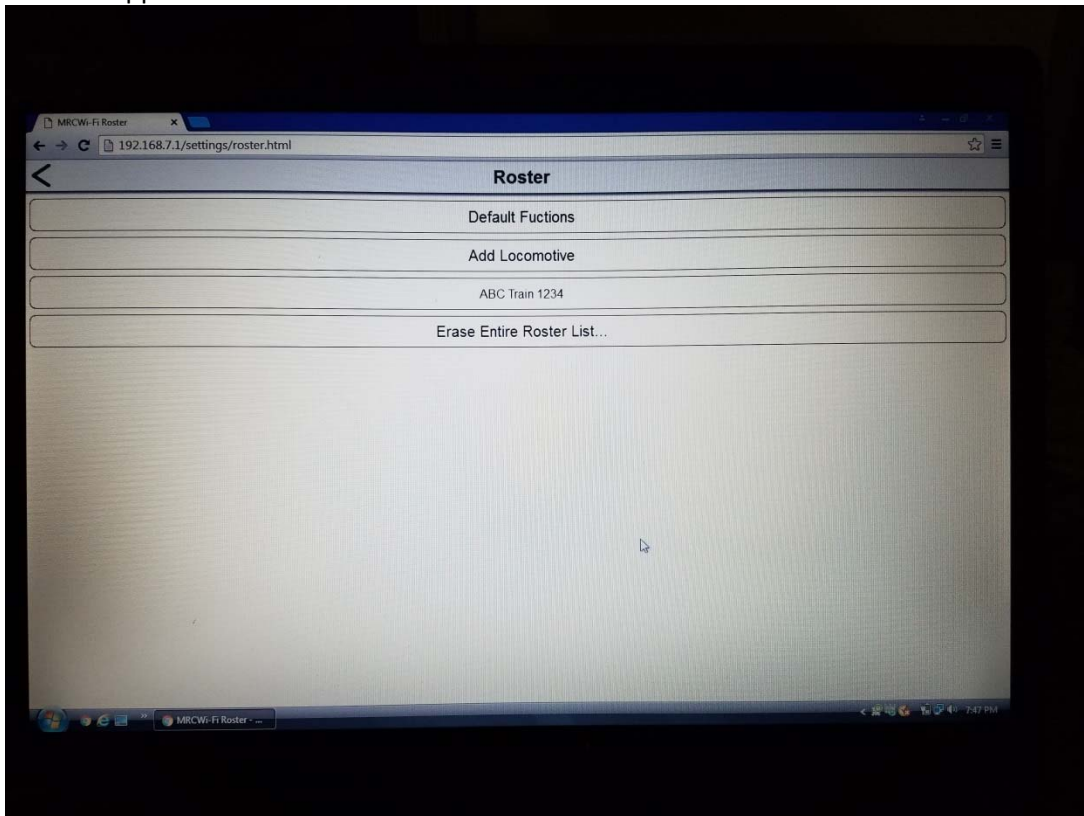 MRCWi-Fi Roster
192.168.7.1/settings/roster.html
Roster
Default Fuctions
Add Locomotive
ABC Train 1234
Erase Entire Roster List...
MRCWi-Fi Roster - ...
7:47 PM